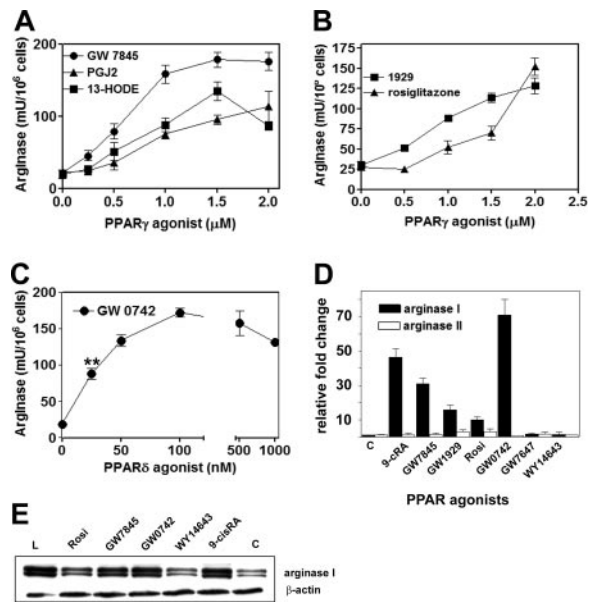 A
GW 7845
PGJ2
13-HODE
Arginase (mU/10⁶ cells)
200
100
0
0.0 0.5 1.0 1.5 2.0
PPARγ agonist (μM)
B
1929
rosiglitazone
Arginase (mU/10⁶ cells)
175
150
125
100
75
50
25
0
0.0 0.5 1.0 1.5 2.0 2.5
PPARγ agonist (μM)
C
GW 0742
**
Arginase (mU/10⁶ cells)
200
150
100
50
0
0 50 100 500 1000
PPARδ agonist (nM)
D
arginase I
arginase II
relative fold change
70
50
30
10
C 9-cRA GW7845 GW1929 Rosi GW0742 GW7647 WY14643
PPAR agonists
E
L Rosi GW7845 GW0742 WY14643 9-cisRA C
arginase I
β-actin